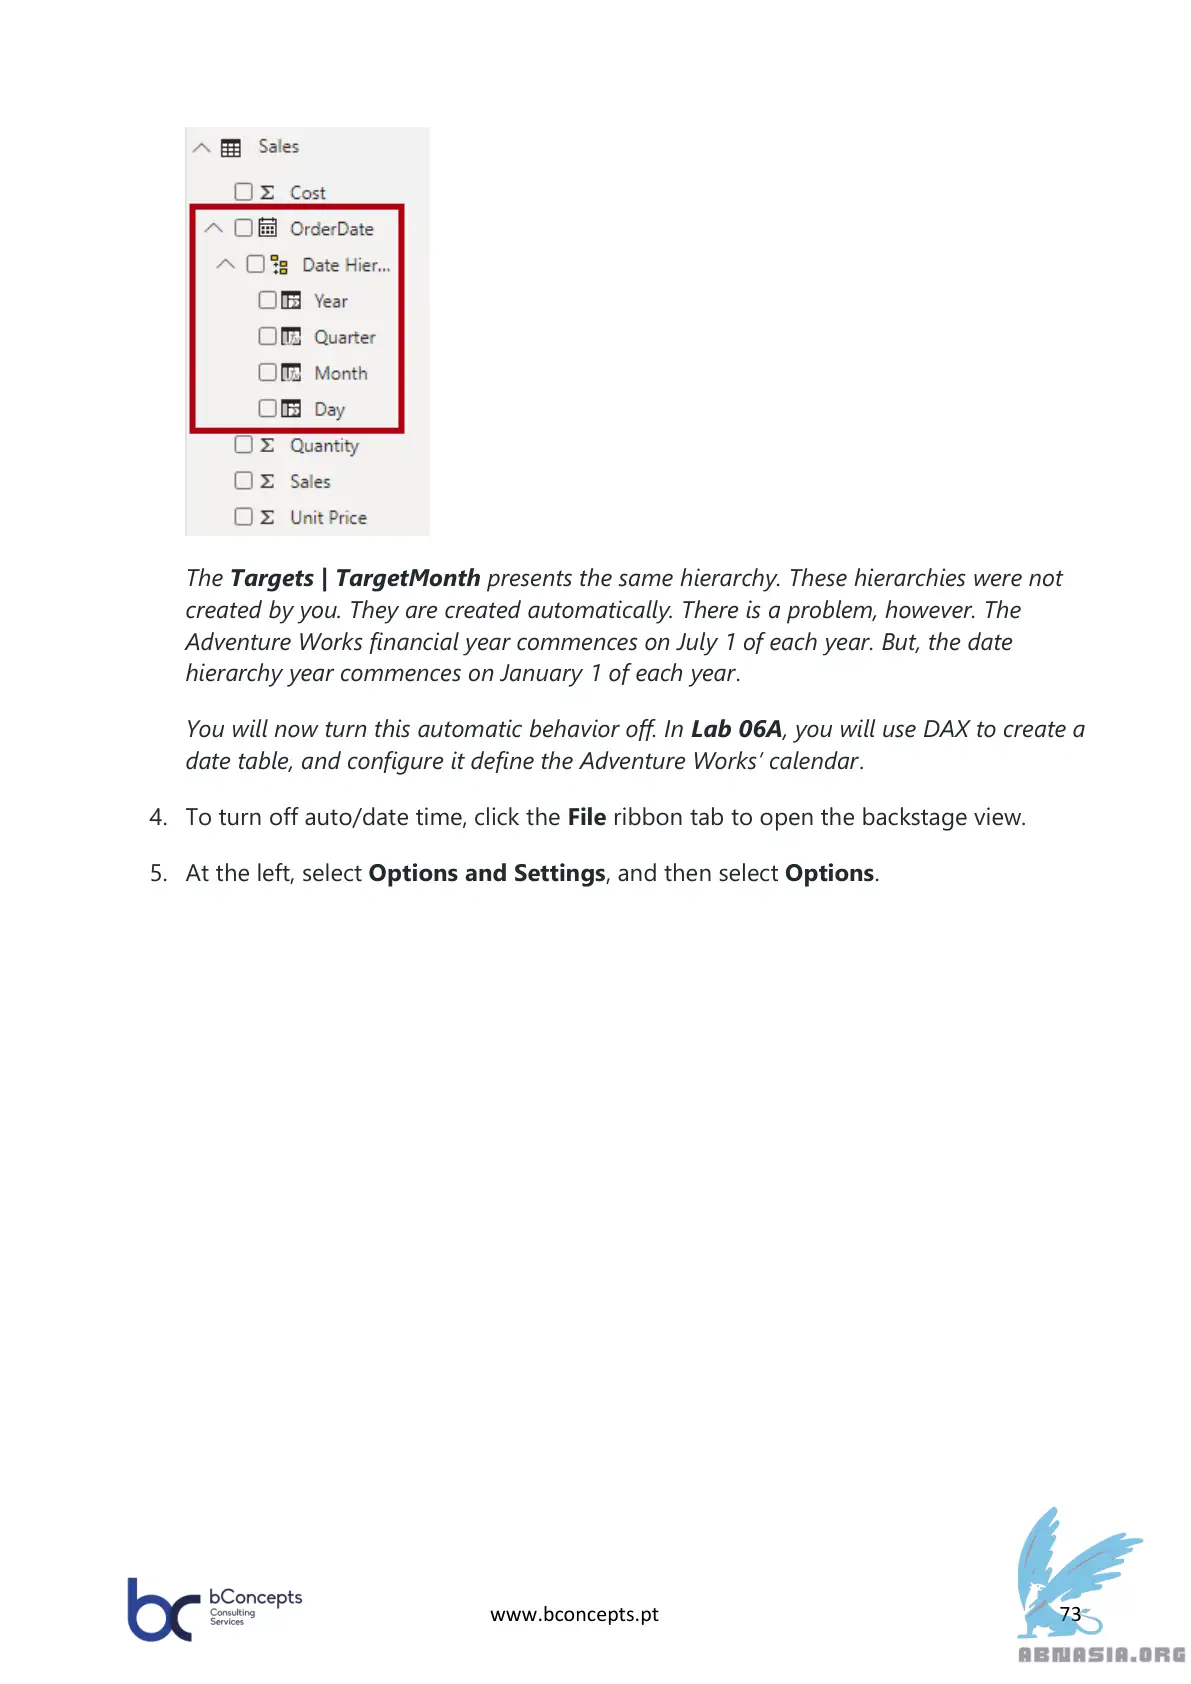 Sales
Cost
OrderDate
Date Hier...
Year
Quarter
Month
Day
Quantity
Sales
Unit Price
The Targets | TargetMonth presents the same hierarchy. These hierarchies were not
created by you. They are created automatically. There is a problem, however. The
Adventure Works financial year commences on July 1 of each year. But, the date
hierarchy year commences on January 1 of each year.
You will now turn this automatic behavior off. In Lab 06A, you will use DAX to create a
date table, and configure it define the Adventure Works’ calendar.
4. To turn off auto/date time, click the File ribbon tab to open the backstage view.
5. At the left, select Options and Settings, and then select Options.
bc bConcepts
Consulting
Services
www.bconcepts.pt
73
ABNASIA.ORG